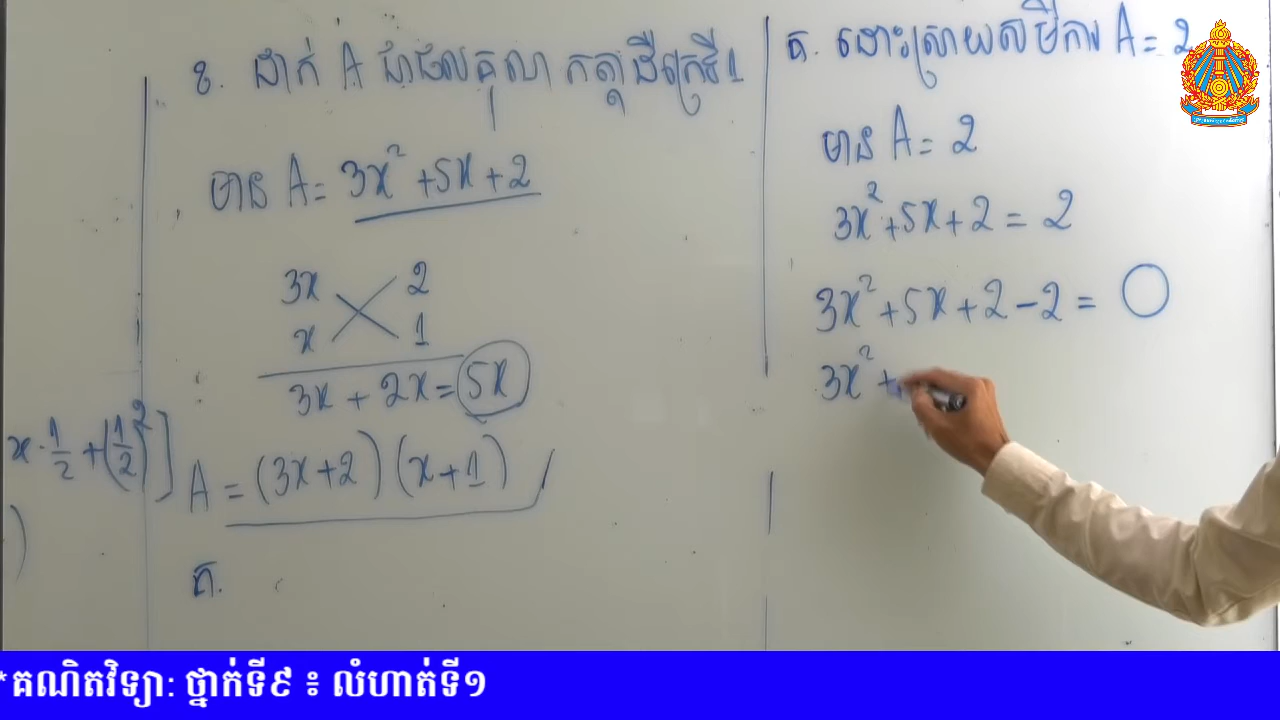 x·1/2 + (1/2)²]
)
ខ. ដាក់ A ជាផលគុណ កត្តាដឺក្រេទី1
មាន A = 3x² + 5x + 2
3x 2
x 1
3x + 2x = 5x
A = (3x+2)(x+1)
គ.
គ. ដោះស្រាយសមីការ A = 2
មាន A = 2
3x² + 5x + 2 = 2
3x² + 5x + 2 - 2 = 0
3x² +
*គណិតវិទ្យា: ថ្នាក់ទី៩ ៖ លំហាត់ទី១